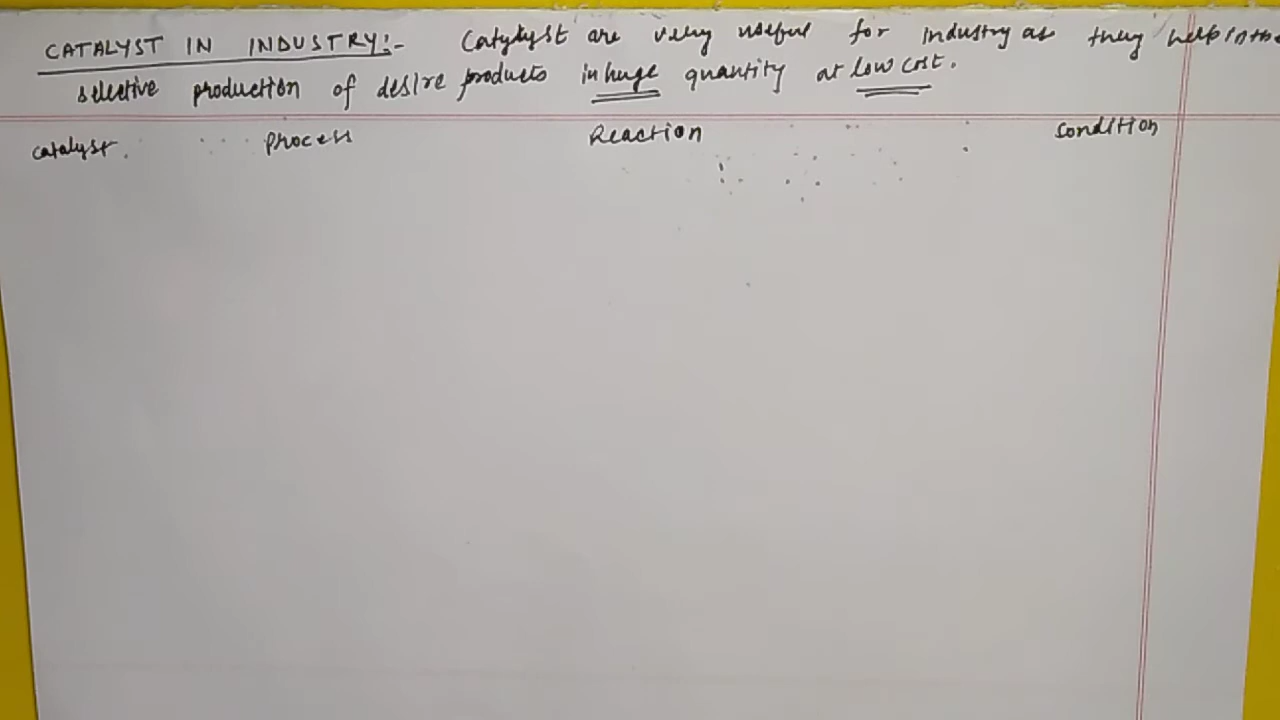 CATALYST IN INDUSTRY:- Catylyst are very useful for industry as they help in the
selective production of desire products in huge quantity at low cost.
catalyst. Process Reaction Condition